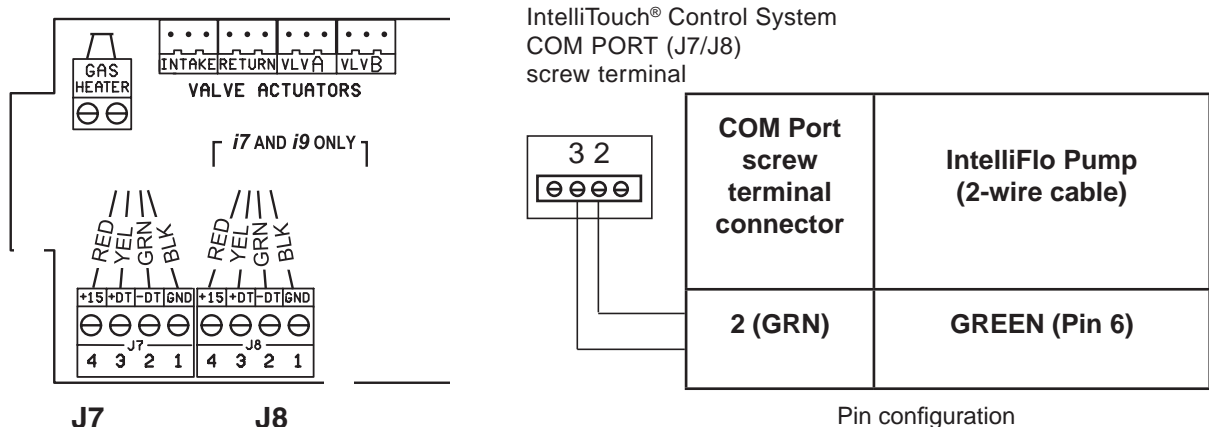 GAS
HEATER
INTAKE RETURN VLVA VLVB
VALVE ACTUATORS
i7 AND i9 ONLY
RED YEL GRN BLK
RED YEL GRN BLK
+15 +DT -DT GND
+15 +DT -DT GND
J7
J8
4 3 2 1
4 3 2 1
J7
J8
IntelliTouch® Control System
COM PORT (J7/J8)
screw terminal
3 2
COM Port
screw
terminal
connector
IntelliFlo Pump
(2-wire cable)
2 (GRN)
GREEN (Pin 6)
Pin configuration